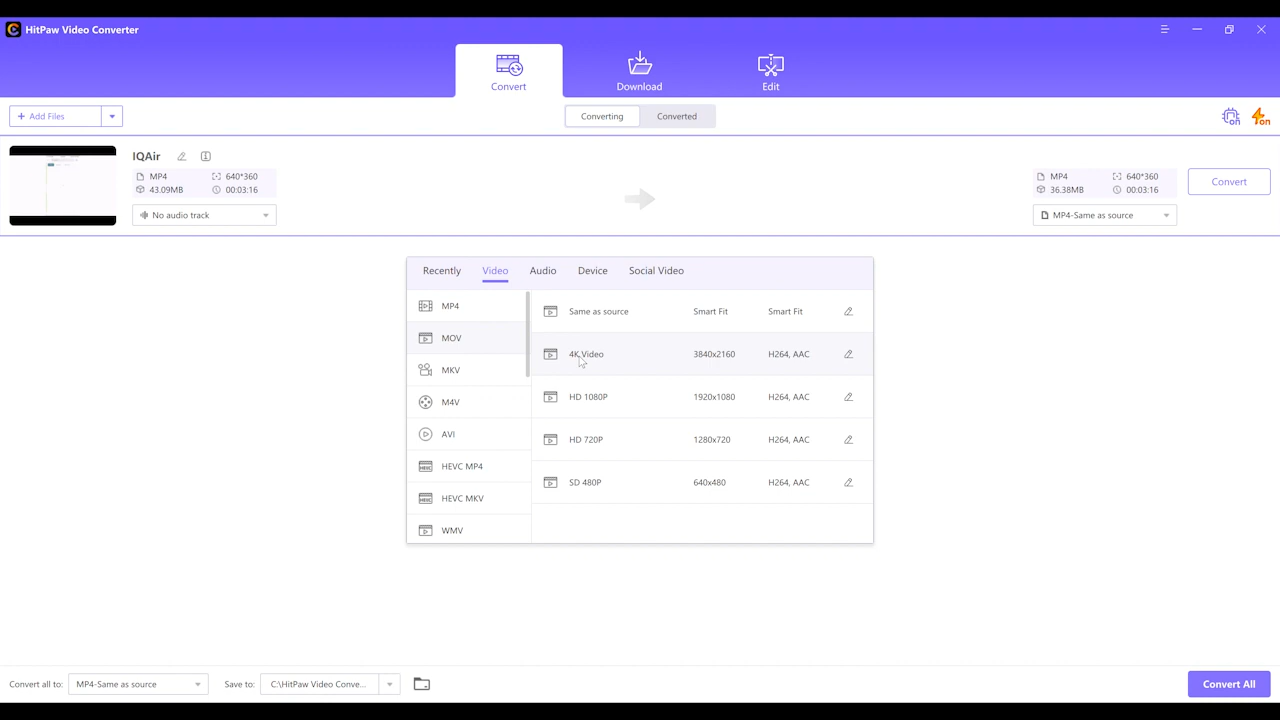 HitPaw Video Converter
Convert
Download
Edit
+ Add Files
Converting
Converted
on
on
IQAir
MP4
640*360
43.09MB
00:03:16
No audio track
MP4
640*360
36.38MB
00:03:16
MP4-Same as source
Convert
Recently
Video
Audio
Device
Social Video
MP4
MOV
MKV
M4V
AVI
HEVC MP4
HEVC MKV
WMV
Same as source Smart Fit Smart Fit
4K Video 3840x2160 H264, AAC
HD 1080P 1920x1080 H264, AAC
HD 720P 1280x720 H264, AAC
SD 480P 640x480 H264, AAC
Convert all to: MP4-Same as source
Save to: C:\HitPaw Video Conve...
Convert All